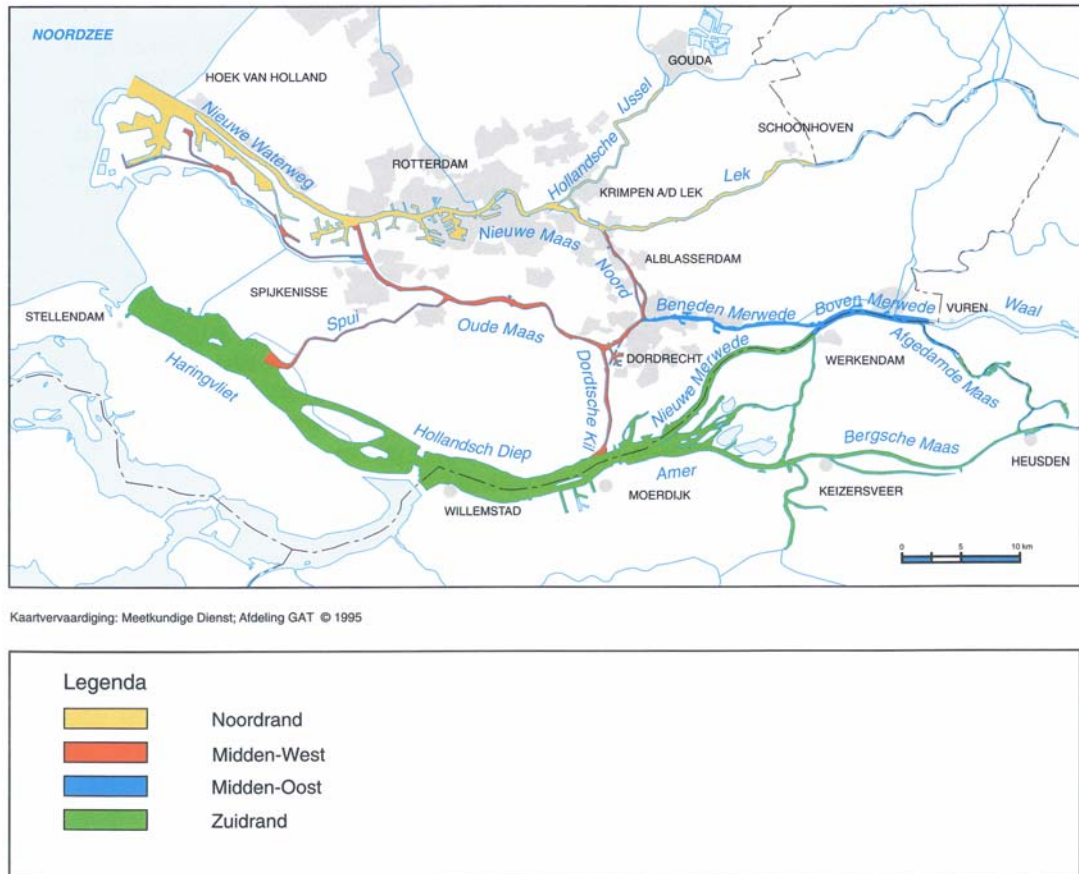 NOORDZEE
GOUDA
HOEK VAN HOLLAND
Nieuwe Waterweg
Hollandsche IJssel
SCHOONHOVEN
ROTTERDAM
KRIMPEN A/D LEK
Lek
Nieuwe Maas
ALBLASSERDAM
Noord
SPIJKENISSE
Beneden Merwede
Boven Merwede
VUREN
Waal
STELLENDAM
Spui
Oude Maas
DORDRECHT
Nieuwe Merwede
WERKENDAM
Afgedamde Maas
Haringvliet
Dordtsche Kil
Hollandsch Diep
Bergsche Maas
HEUSDEN
Amer
KEIZERSVEER
MOERDIJK
WILLEMSTAD
0 5 10 km
Kaartvervaardiging: Meetkundige Dienst; Afdeling GAT © 1995
Legenda
Noordrand
Midden-West
Midden-Oost
Zuidrand